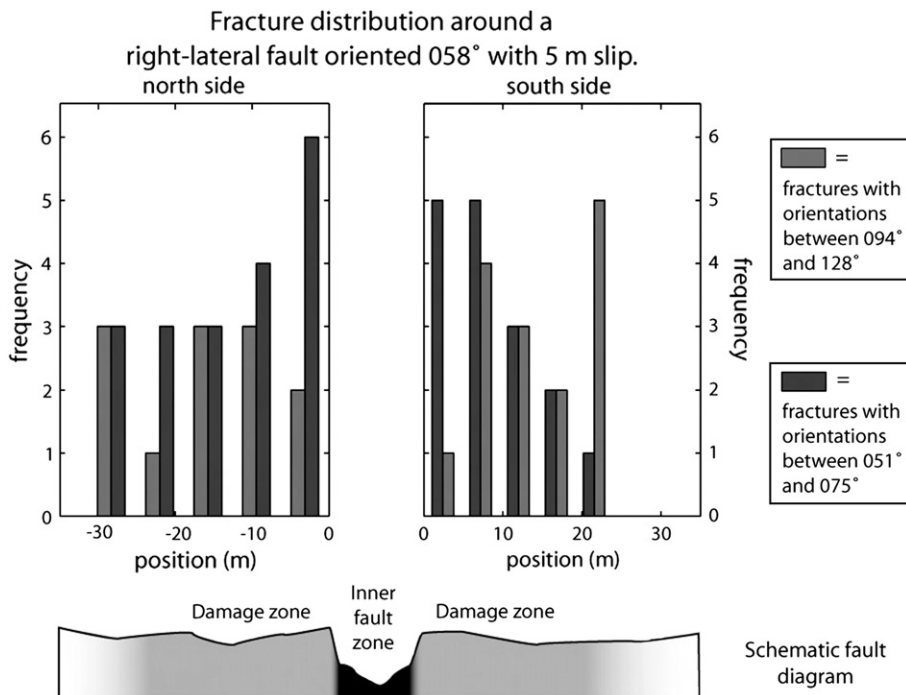 Fracture distribution around a
right-lateral fault oriented 058° with 5 m slip.
north side
south side
6
5
4
3
2
1
0
frequency
-30
-20
-10
0
position (m)
6
5
4
3
2
1
0
frequency
0
10
20
30
position (m)
=
fractures with
orientations
between 094°
and 128°
=
fractures with
orientations
between 051°
and 075°
Damage zone
Inner
fault
zone
Damage zone
Schematic fault
diagram